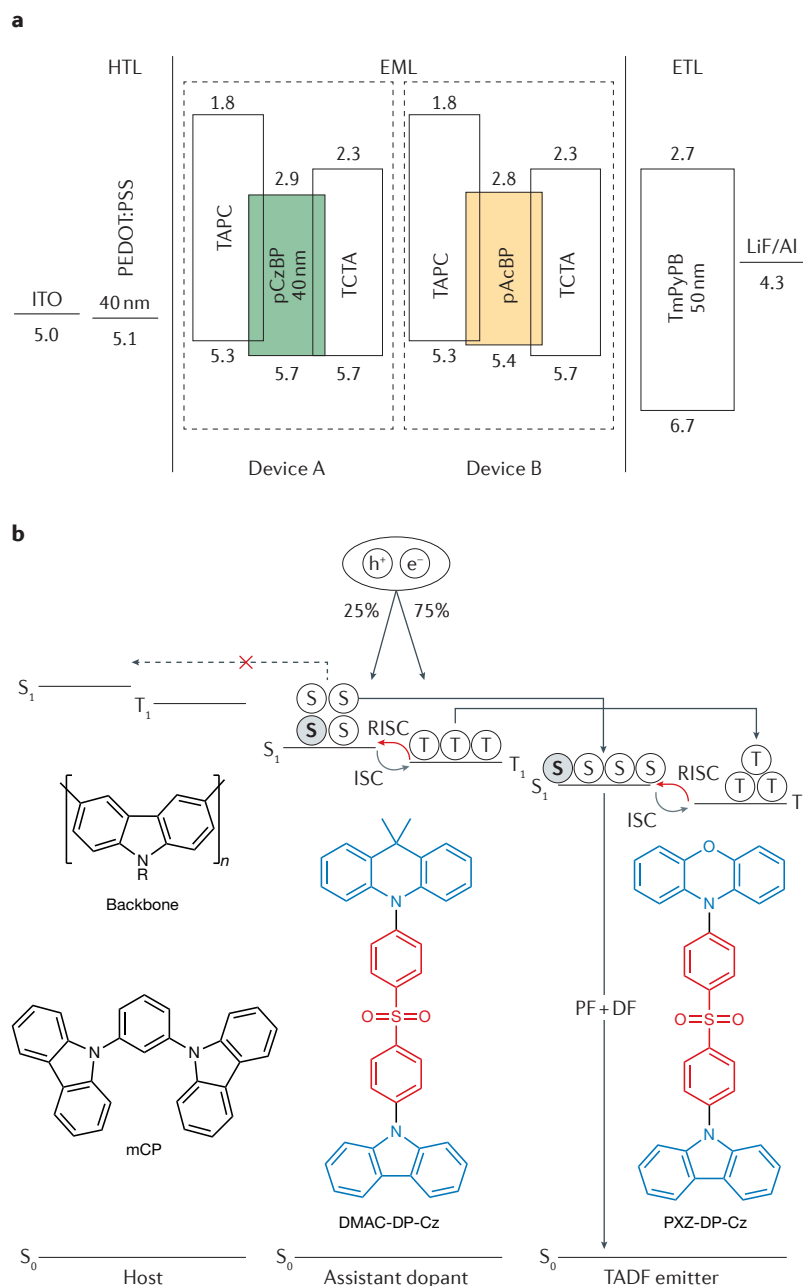 a
HTL
EML
ETL
1.8
1.8
2.3
2.3
2.7
2.9
2.8
PEDOT:PSS
TAPC
pCzBP
40 nm
TCTA
TAPC
pAcBP
TCTA
TmPyPB
50 nm
LiF/Al
4.3
ITO
40 nm
5.0
5.1
5.3
5.7
5.7
5.3
5.4
5.7
6.7
Device A
Device B
b
h+ e−
25% 75%
S1
T1
S S
S S
S1
RISC
ISC
T T T
T1
S S S S
S1
RISC
ISC
T
T T
T
N
R
n
Backbone
N N
mCP
N
O S O
N
DMAC-DP-Cz
PF + DF
O
N
O S O
N
PXZ-DP-Cz
S0
Host
S0
Assistant dopant
S0
TADF emitter